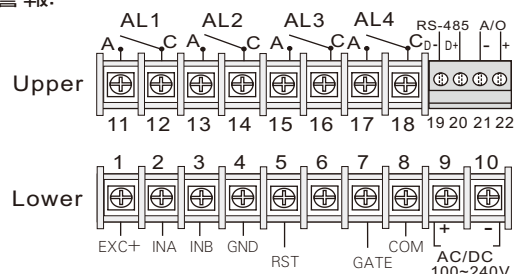 警報:
AL1 AL2 AL3 AL4 RS-485 A/O
A C A C A C A C D- D+ - +
Upper
11 12 13 14 15 16 17 18 19 20 21 22
1 2 3 4 5 6 7 8 9 10
Lower
EXC+ INA INB GND RST GATE COM + -
AC/DC
100~240V